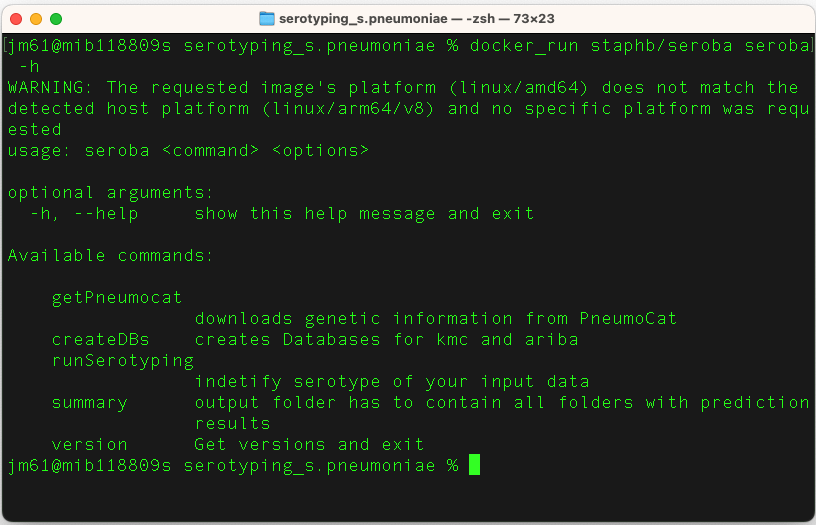 serotyping_s.pneumoniae — -zsh — 73×23
[jm61@mib118809s serotyping_s.pneumoniae % docker_run staphb/seroba seroba]
-h
WARNING: The requested image's platform (linux/amd64) does not match the
detected host platform (linux/arm64/v8) and no specific platform was requ
ested
usage: seroba <command> <options>
optional arguments:
-h, --help show this help message and exit
Available commands:
getPneumocat
downloads genetic information from PneumoCat
createDBs creates Databases for kmc and ariba
runSerotyping
indetify serotype of your input data
summary output folder has to contain all folders with prediction
results
version Get versions and exit
jm61@mib118809s serotyping_s.pneumoniae %